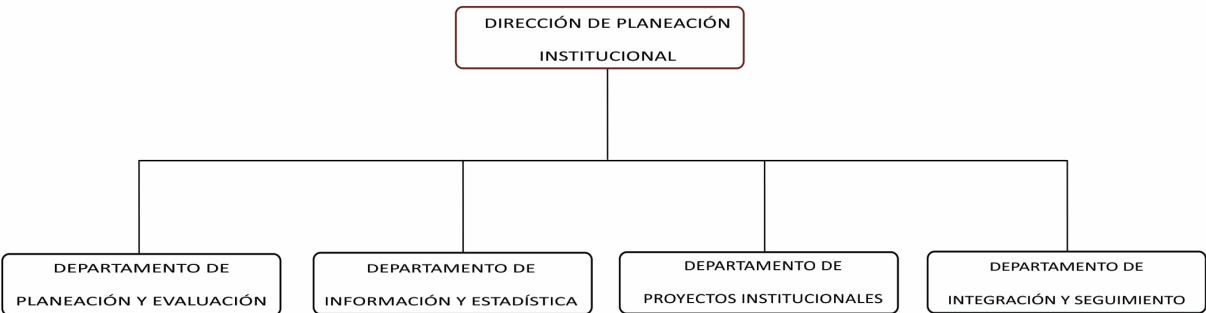 DIRECCIÓN DE PLANEACIÓN
INSTITUCIONAL
DEPARTAMENTO DE
PLANEACIÓN Y EVALUACIÓN
DEPARTAMENTO DE
INFORMACIÓN Y ESTADÍSTICA
DEPARTAMENTO DE
PROYECTOS INSTITUCIONALES
DEPARTAMENTO DE
INTEGRACIÓN Y SEGUIMIENTO